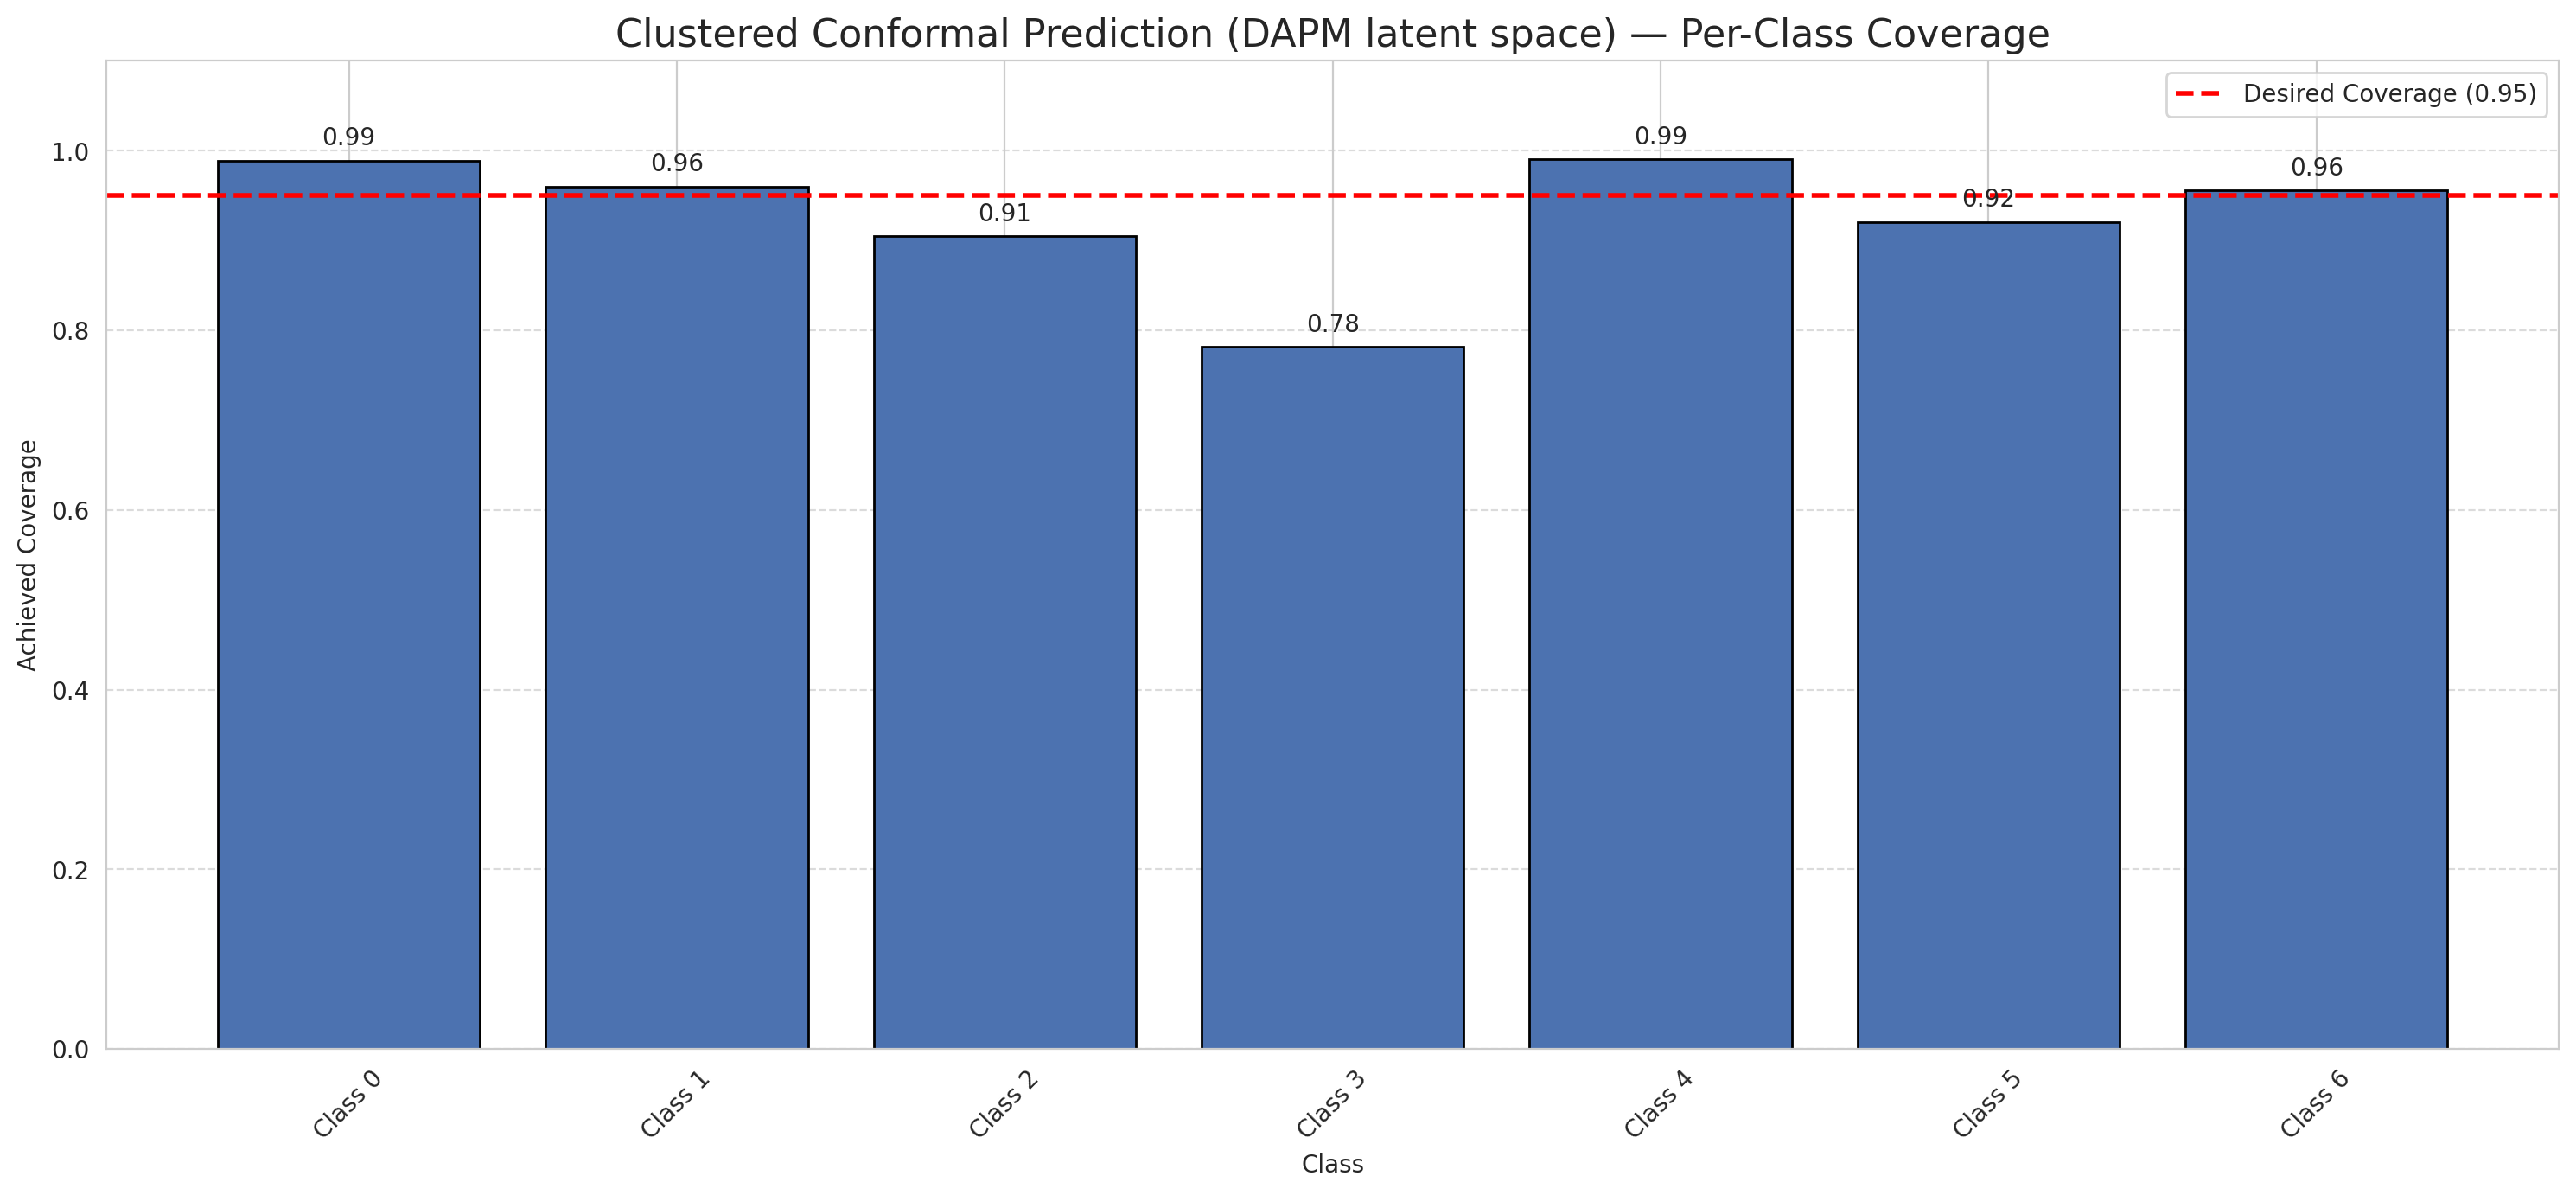 Clustered Conformal Prediction (DAPM latent space) — Per-Class Coverage
Desired Coverage (0.95)
Achieved Coverage
1.0
0.8
0.6
0.4
0.2
0.0
0.99
0.96
0.91
0.78
0.99
0.92
0.96
Class 0
Class 1
Class 2
Class 3
Class 4
Class 5
Class 6
Class